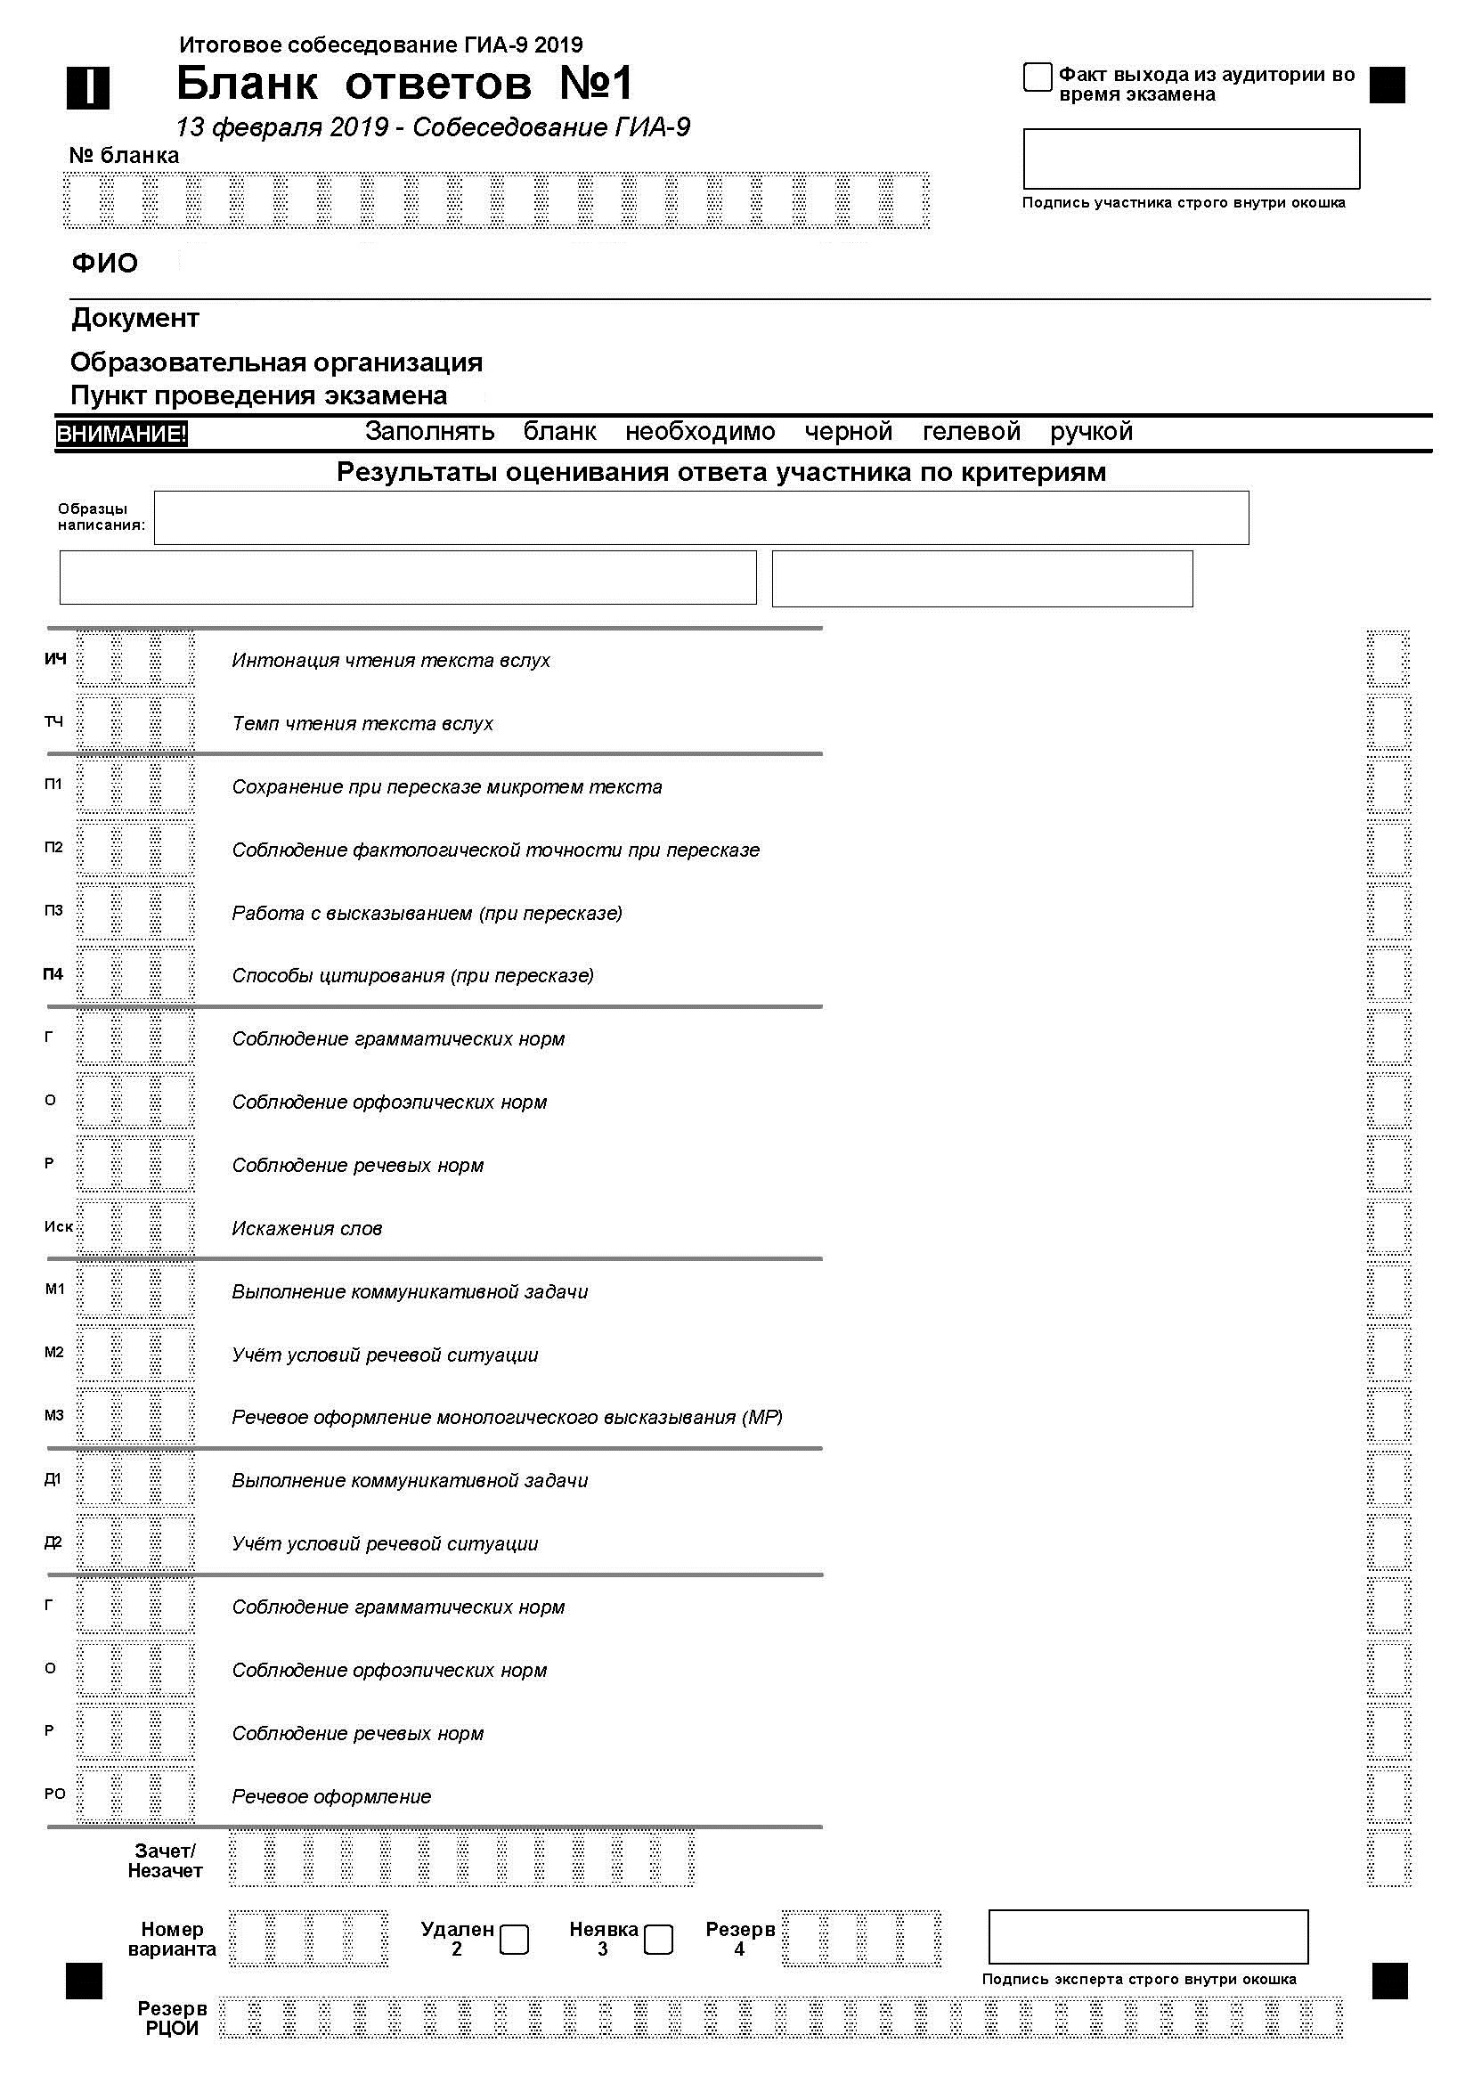 Итоговое собеседование ГИА-9 2019
Бланк ответов №1
13 февраля 2019 - Собеседование ГИА-9
Факт выхода из аудитории во
время экзамена
№ бланка
Подпись участника строго внутри окошка
ФИО
Документ
Образовательная организация
Пункт проведения экзамена
ВНИМАНИЕ! Заполнять бланк необходимо черной гелевой ручкой
Результаты оценивания ответа участника по критериям
Образцы
написания:
ИЧ Интонация чтения текста вслух
ТЧ Темп чтения текста вслух
П1 Сохранение при пересказе микротем текста
П2 Соблюдение фактологической точности при пересказе
П3 Работа с высказыванием (при пересказе)
П4 Способы цитирования (при пересказе)
Г Соблюдение грамматических норм
О Соблюдение орфоэпических норм
Р Соблюдение речевых норм
Иск Искажения слов
М1 Выполнение коммуникативной задачи
М2 Учёт условий речевой ситуации
М3 Речевое оформление монологического высказывания (МР)
Д1 Выполнение коммуникативной задачи
Д2 Учёт условий речевой ситуации
Г Соблюдение грамматических норм
О Соблюдение орфоэпических норм
Р Соблюдение речевых норм
РО Речевое оформление
Зачет/
Незачет
Номер
варианта
Удален
2
Неявка
3
Резерв
4
Подпись эксперта строго внутри окошка
Резерв
РЦОИ